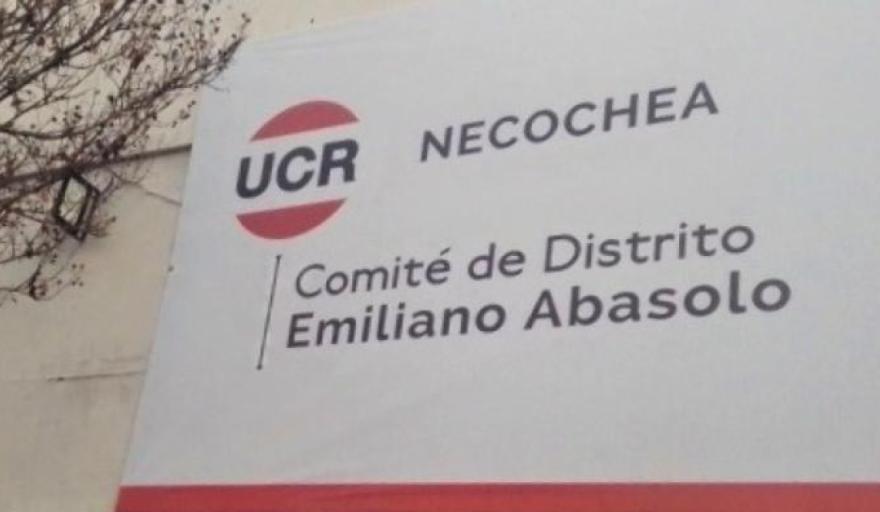 UCR NECOCHEA
Comité de Distrito
Emiliano Abasolo